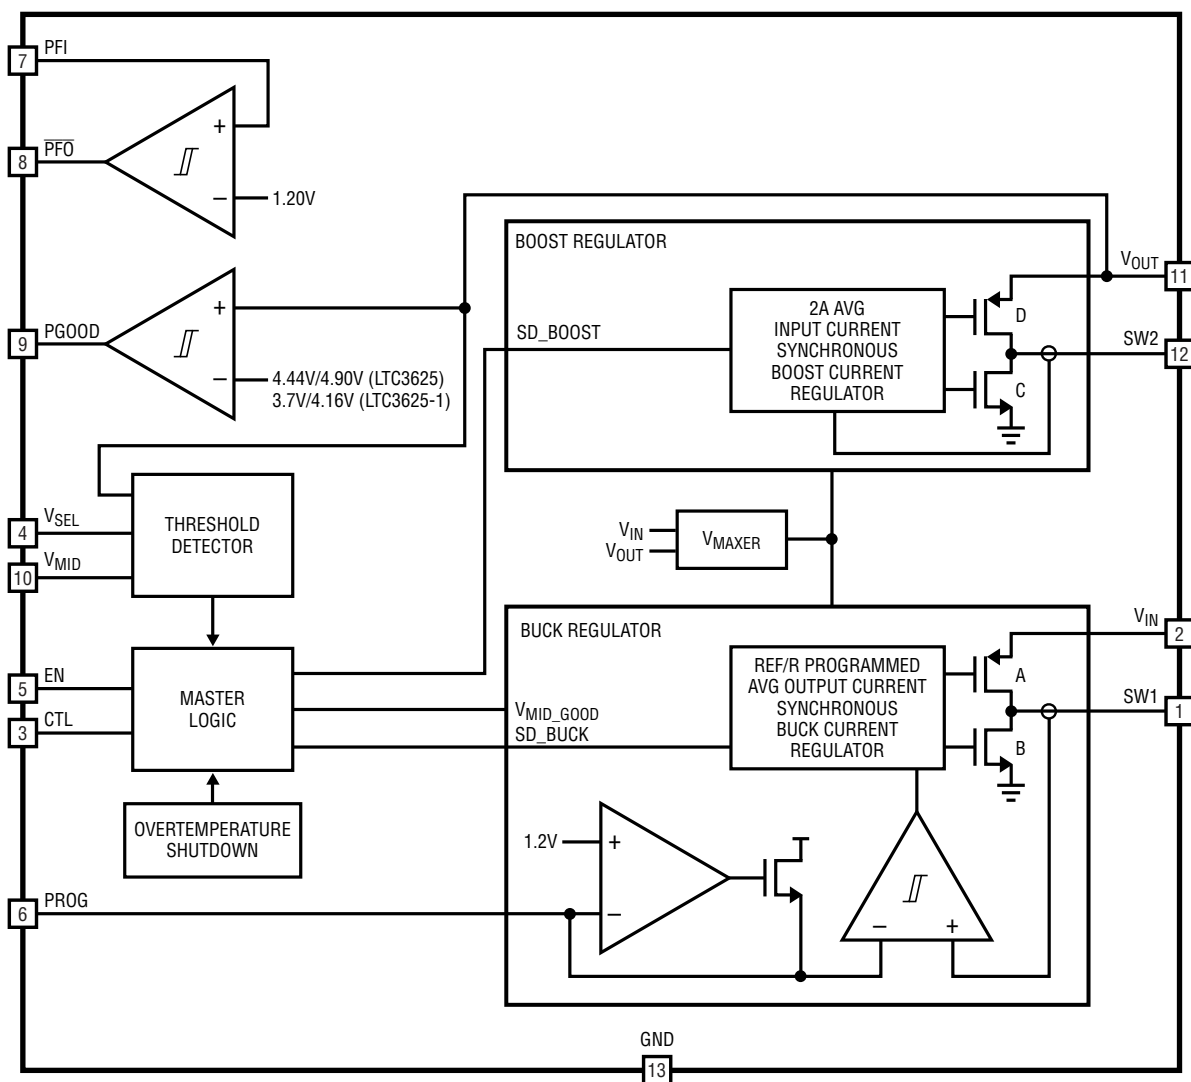 7
PFI
8
PFO
+
−
1.20V
9
PGOOD
+
−
4.44V/4.90V (LTC3625)
3.7V/4.16V (LTC3625-1)
4
VSEL
10
VMID
THRESHOLD
DETECTOR
5
EN
3
CTL
MASTER
LOGIC
OVERTEMPERATURE
SHUTDOWN
6
PROG
BOOST REGULATOR
SD_BOOST
2A AVG
INPUT CURRENT
SYNCHRONOUS
BOOST CURRENT
REGULATOR
D
C
VOUT
11
SW2
12
VIN
VOUT
VMAXER
BUCK REGULATOR
VMID_GOOD
SD_BUCK
REF/R PROGRAMMED
AVG OUTPUT CURRENT
SYNCHRONOUS
BUCK CURRENT
REGULATOR
A
B
VIN
2
SW1
1
1.2V
+
−
−
+
GND
13